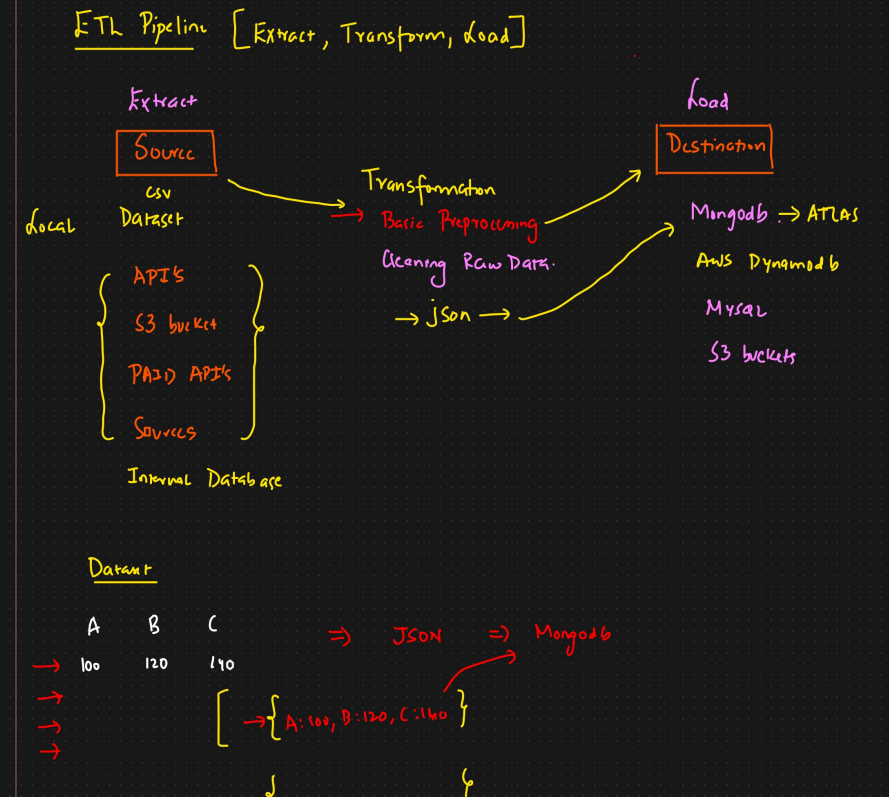 ETL Pipeline [Extract, Transform, Load]
Extract
Source
CSV
Local Dataset
API's
S3 bucket
PAID API's
Sources
Internal Database
Transformation
→ Basic Preprocessing
Cleaning Raw Data.
→ json →
Load
Destination
Mongodb. → ATLAS
AWS Dynamodb
Mysql
S3 buckets
Dataset
A B C
→ 100 120 140
⇒ JSON ⇒ Mongodb
[ → { A:100, B:120, C:140 }